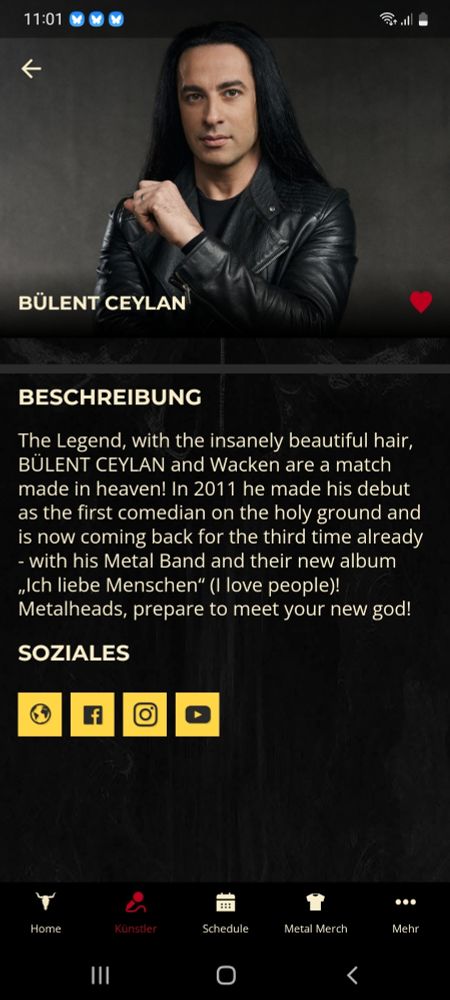 11:01
BÜLENT CEYLAN
BESCHREIBUNG
The Legend, with the insanely beautiful hair,
BÜLENT CEYLAN and Wacken are a match
made in heaven! In 2011 he made his debut
as the first comedian on the holy ground and
is now coming back for the third time already
- with his Metal Band and their new album
„Ich liebe Menschen“ (I love people)!
Metalheads, prepare to meet your new god!
SOZIALES
Home Künstler Schedule Metal Merch Mehr